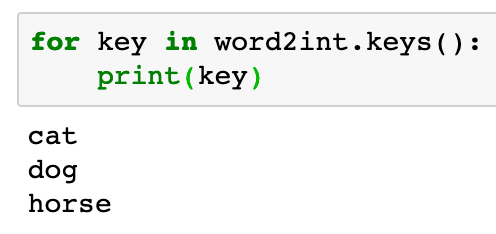 for key in word2int.keys():
    print(key)
cat
dog
horse